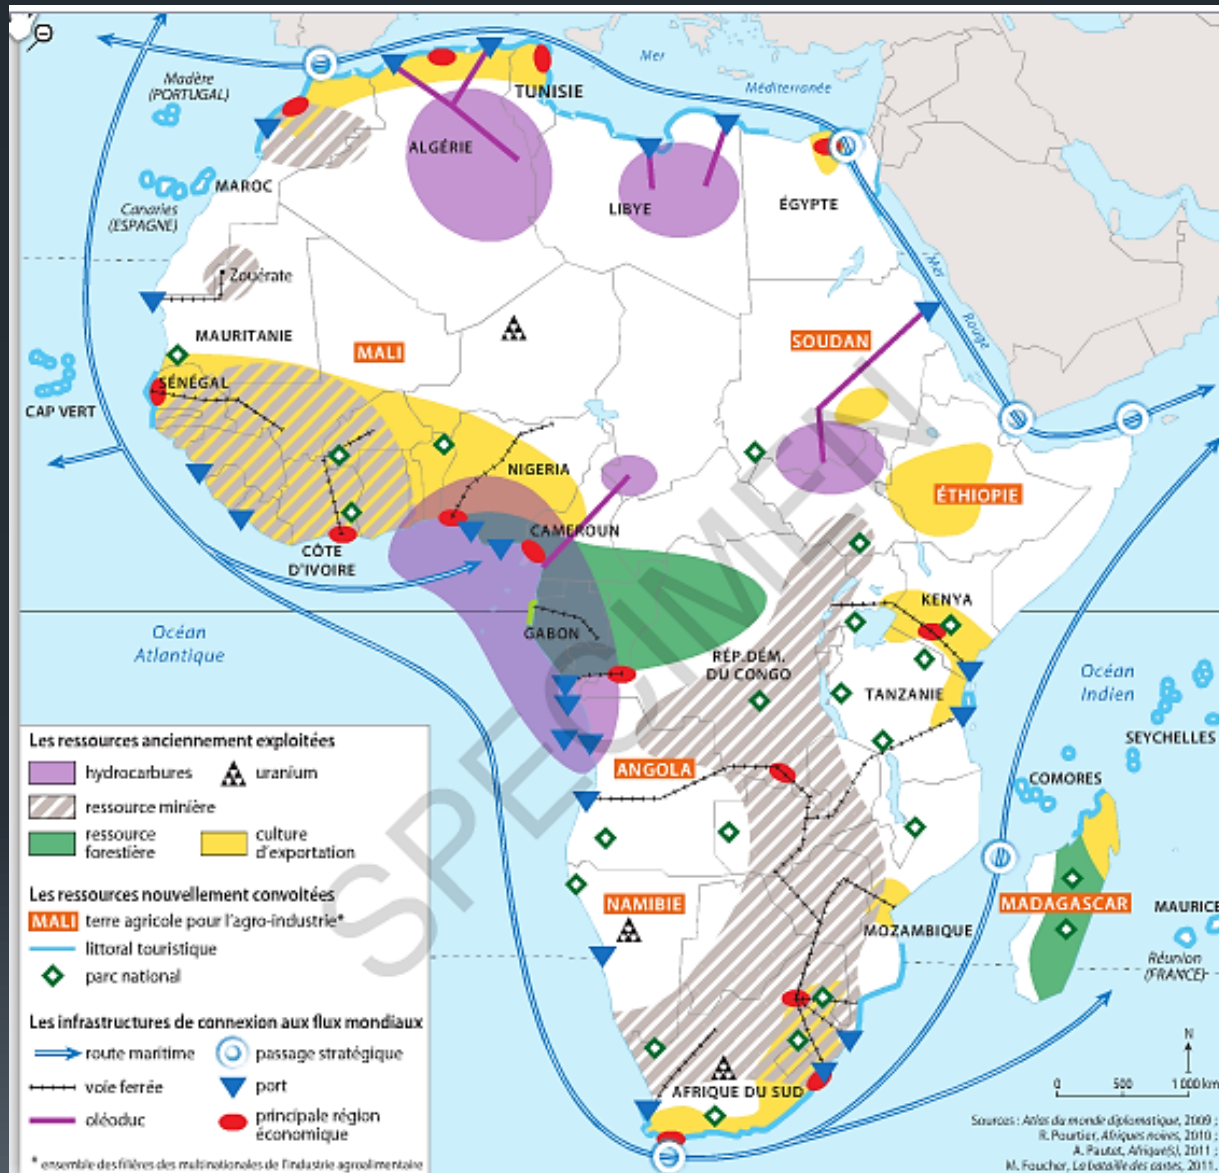 Mer
Méditerranée
Madère
(PORTUGAL)
TUNISIE
ALGÉRIE
MAROC
Canaries
(ESPAGNE)
LIBYE
ÉGYPTE
Mer
Rouge
Zouérate
MAURITANIE
MALI
SOUDAN
SÉNÉGAL
CAP VERT
NIGERIA
ÉTHIOPIE
CAMEROUN
CÔTE
D'IVOIRE
KENYA
GABON
Océan
Atlantique
RÉP. DÉM.
DU CONGO
TANZANIE
Océan
Indien
SEYCHELLES
ANGOLA
COMORES
NAMIBIE
MADAGASCAR
MAURICE
MOZAMBIQUE
Réunion
(FRANCE)
AFRIQUE DU SUD
SPECIMEN
Les ressources anciennement exploitées
hydrocarbures
uranium
ressource minière
ressource
forestière
culture
d'exportation
Les ressources nouvellement convoitées
MALI terre agricole pour l'agro-industrie*
littoral touristique
parc national
Les infrastructures de connexion aux flux mondiaux
route maritime
passage stratégique
voie ferrée
port
oléoduc
principale région
économique
* ensemble des filières des multinationales de l'industrie agroalimentaire
N
0 500 1 000 km
Sources : Atlas du monde diplomatique, 2009 ;
R. Pourtier, Afriques noires, 2010 ;
A. Pautet, Afrique(s), 2011 ;
M. Foucher, La bataille des cartes, 2011